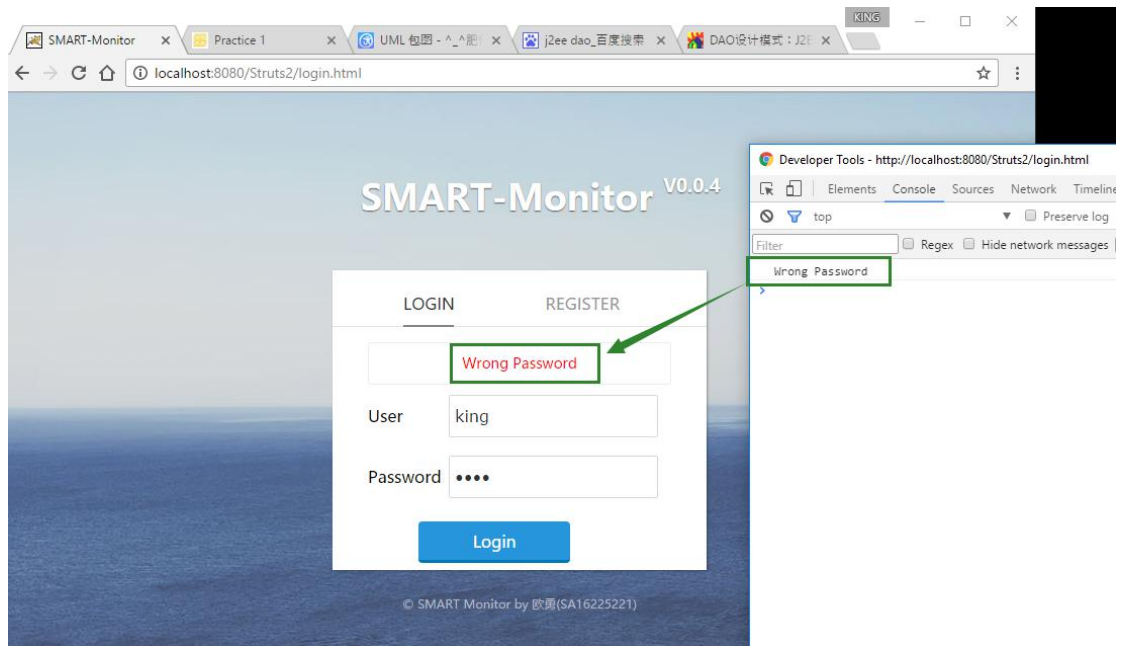 KING
SMART-Monitor
Practice 1
UML 包图 - ^_^肥
j2ee dao_百度搜索
DAO设计模式：J2E
localhost:8080/Struts2/login.html
SMART-Monitor V0.0.4
LOGIN
REGISTER
Wrong Password
User
king
Password
••••
Login
© SMART Monitor by 欧勇(SA16225221)
Developer Tools - http://localhost:8080/Struts2/login.html
Elements Console Sources Network Timeline
top
Preserve log
Filter
Regex
Hide network messages
Wrong Password